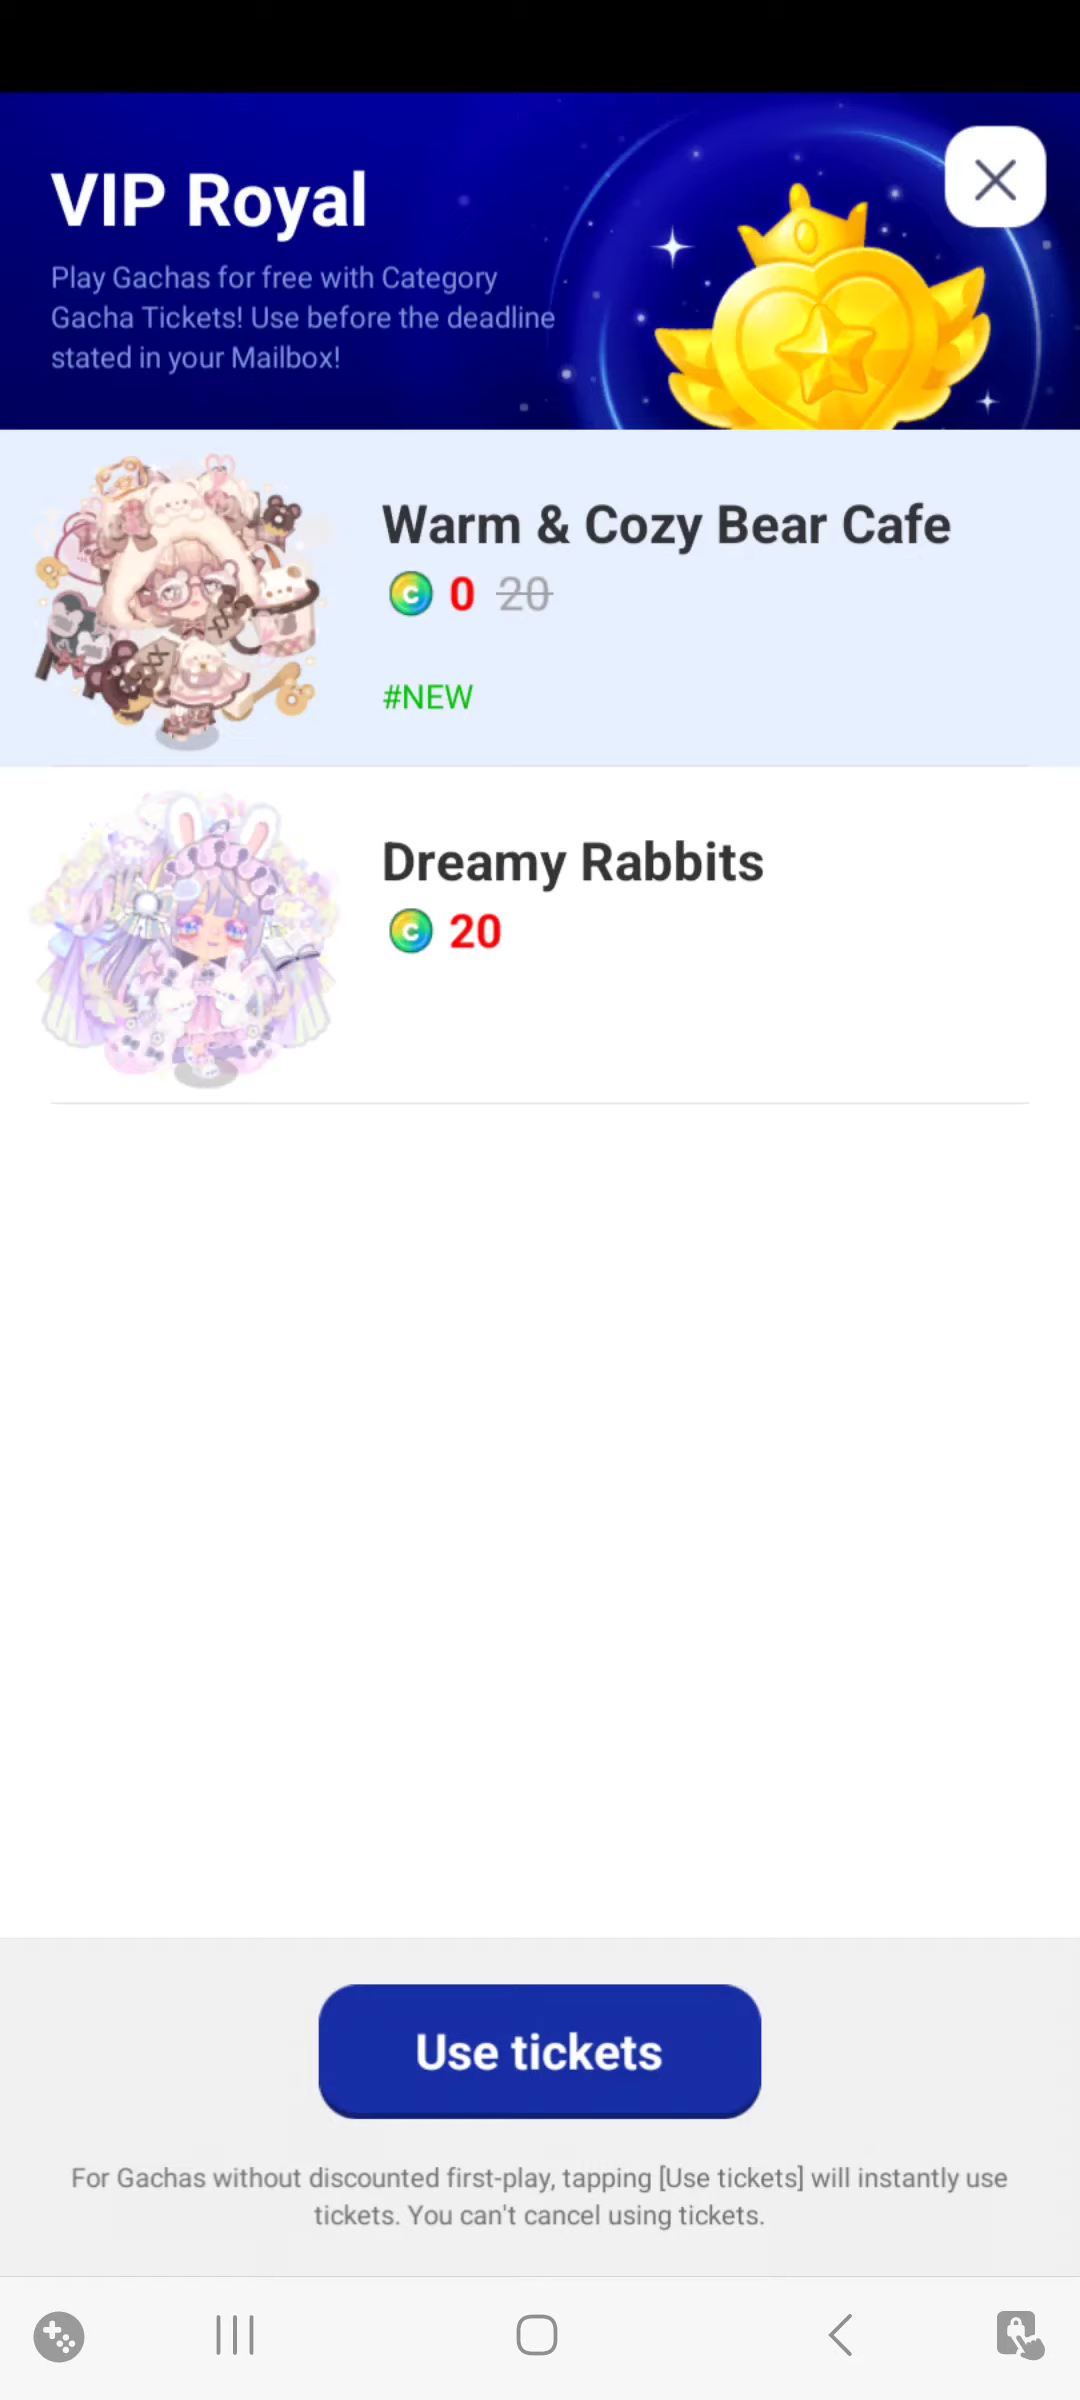 VIP Royal
Play Gachas for free with Category
Gacha Tickets! Use before the deadline
stated in your Mailbox!
Warm & Cozy Bear Cafe
C 0 20
#NEW
Dreamy Rabbits
C 20
Use tickets
For Gachas without discounted first-play, tapping [Use tickets] will instantly use
tickets. You can't cancel using tickets.